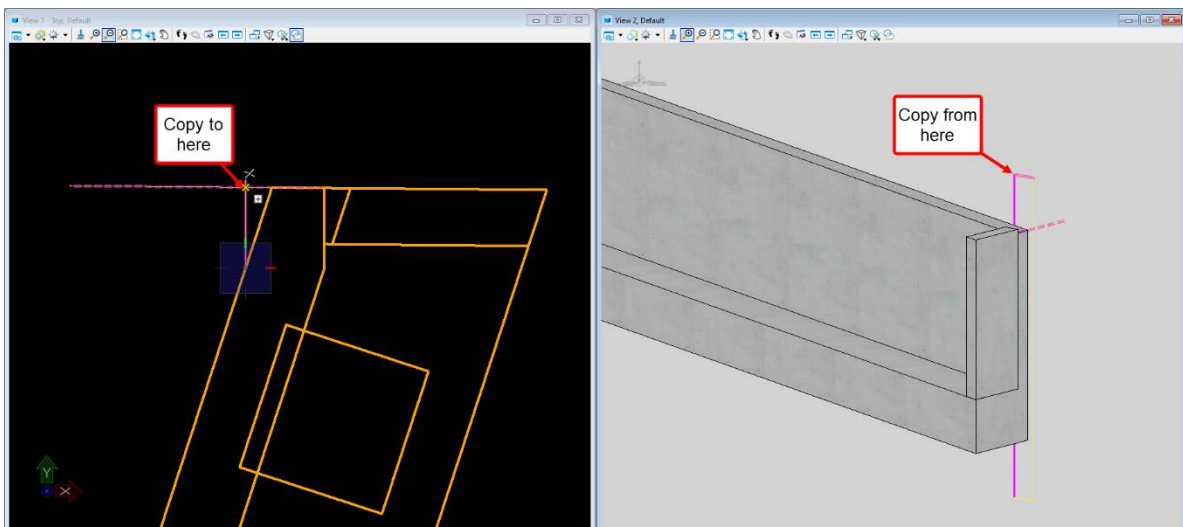 View 1 - Top, Default
View 2, Default
Copy to
here
Copy from
here
Y
X